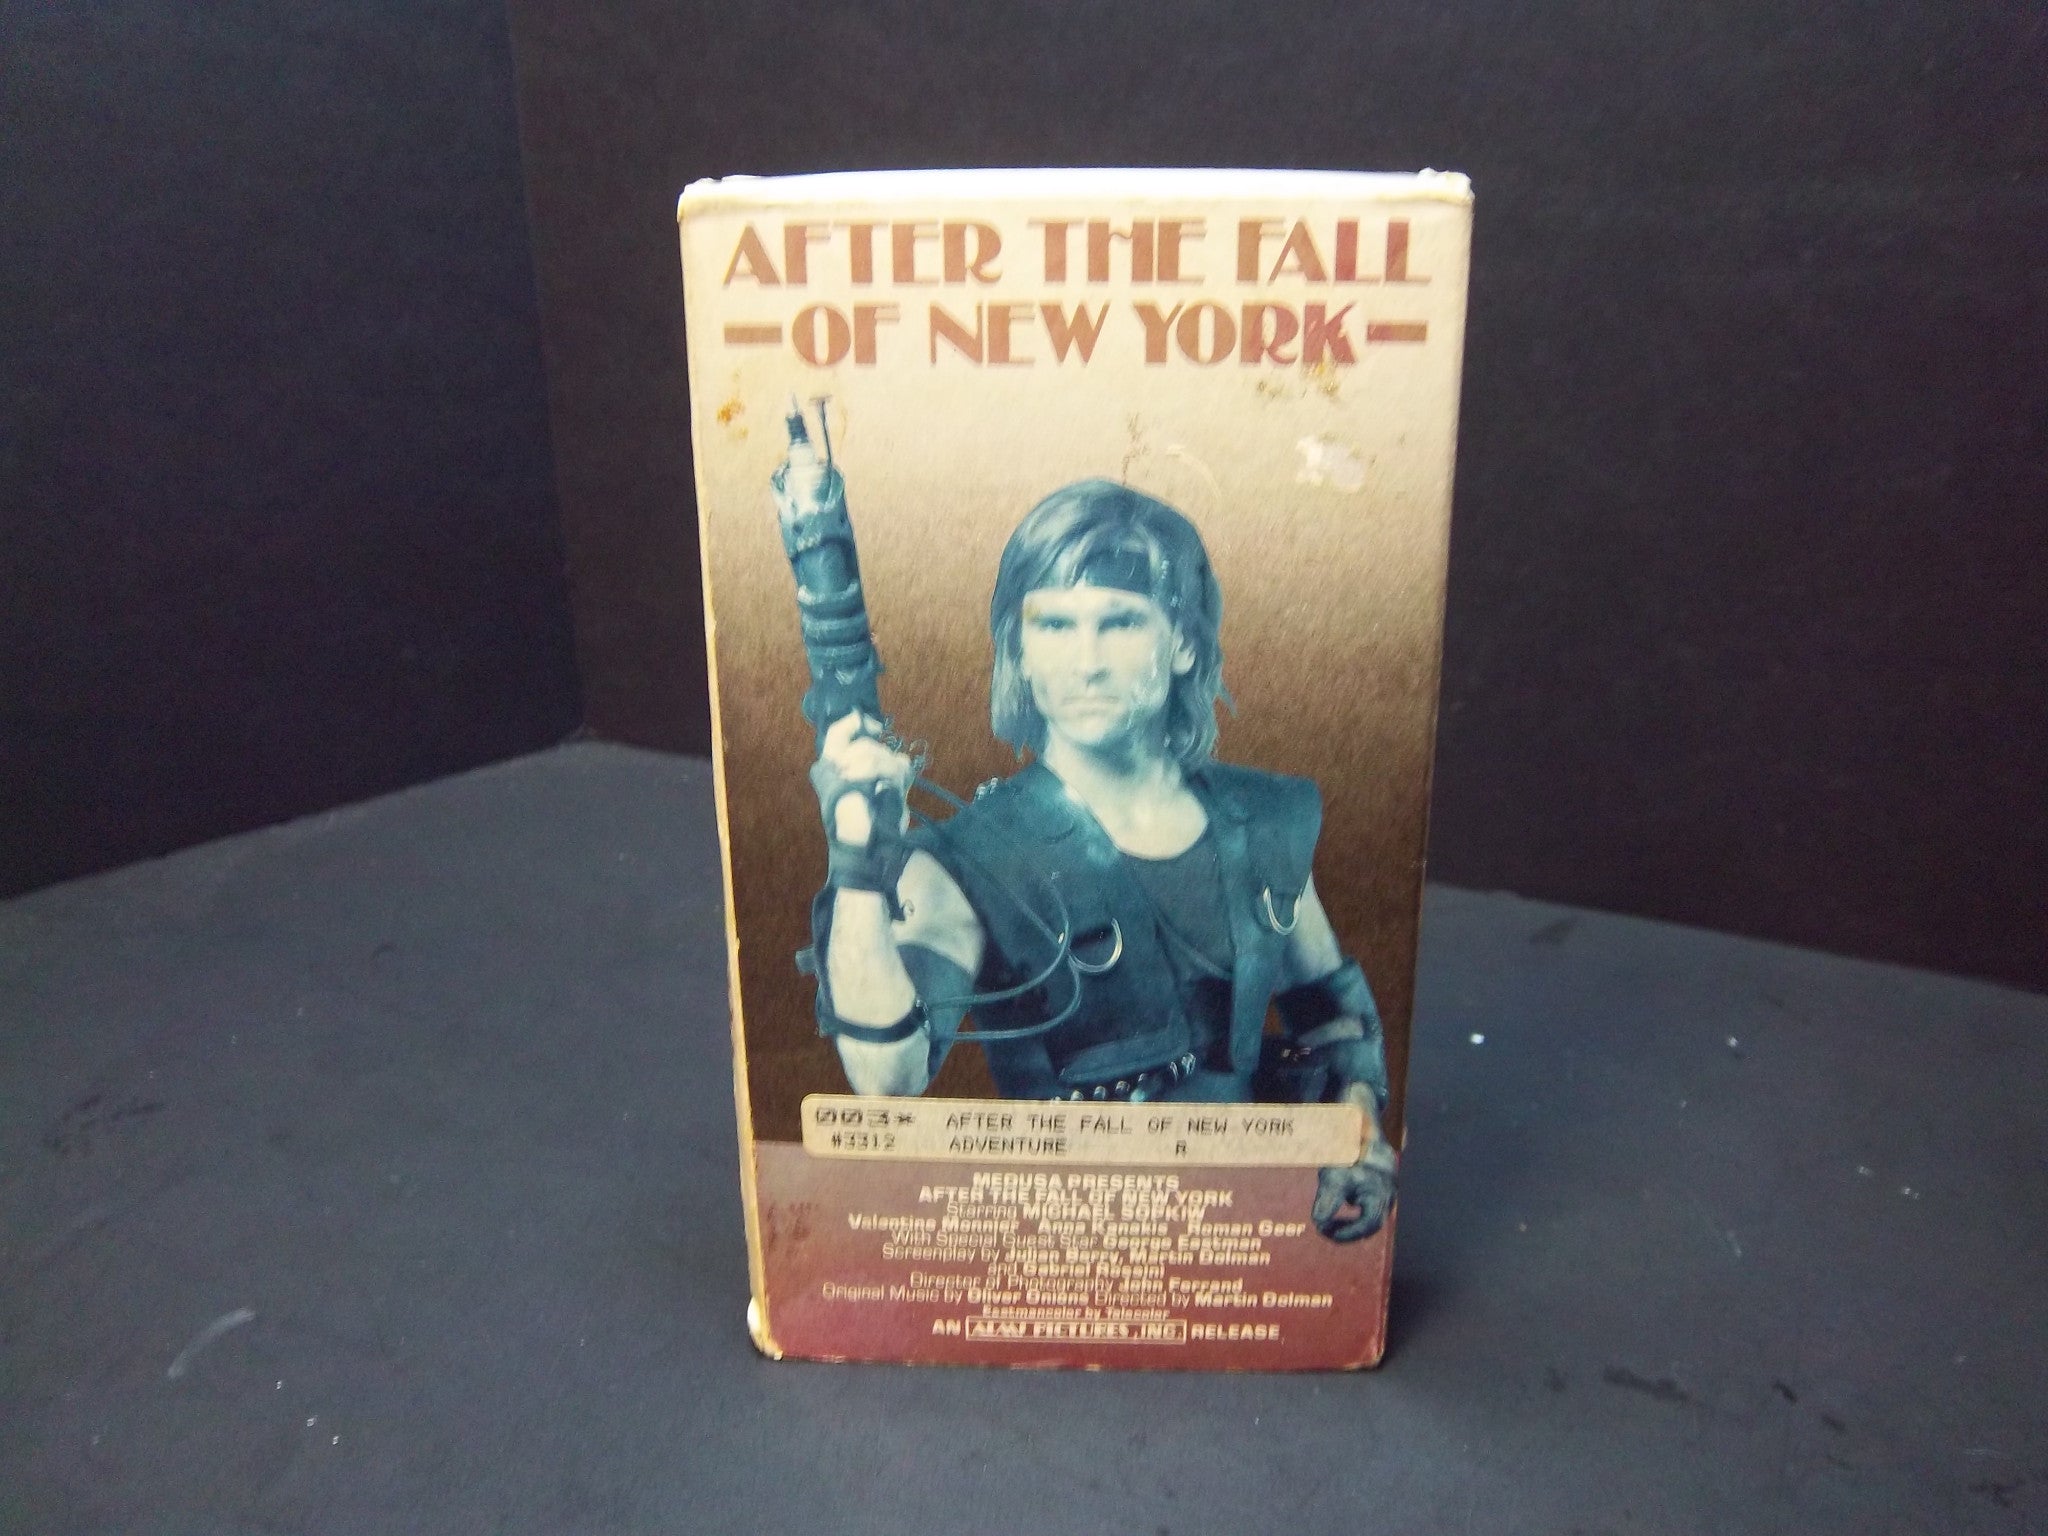 AFTER THE FALL
OF NEW YORK
003* AFTER THE FALL OF NEW YORK
#3312 ADVENTURE R
MEDUSA PRESENTS
AFTER THE FALL OF NEW YORK
Starring MICHAEL SOPKIW
Valentine Monnier Anna Kanakis Roman Geer
With Special Guest Star George Eastman
Screenplay by Julian Berry, Martin Dolman
and Gabriel Rossini
Director of Photography John Ferrand
Original Music by Oliver Onions Directed by Martin Dolman
Eastmancolor by Telecolor
AN ALMI PICTURES, INC. RELEASE